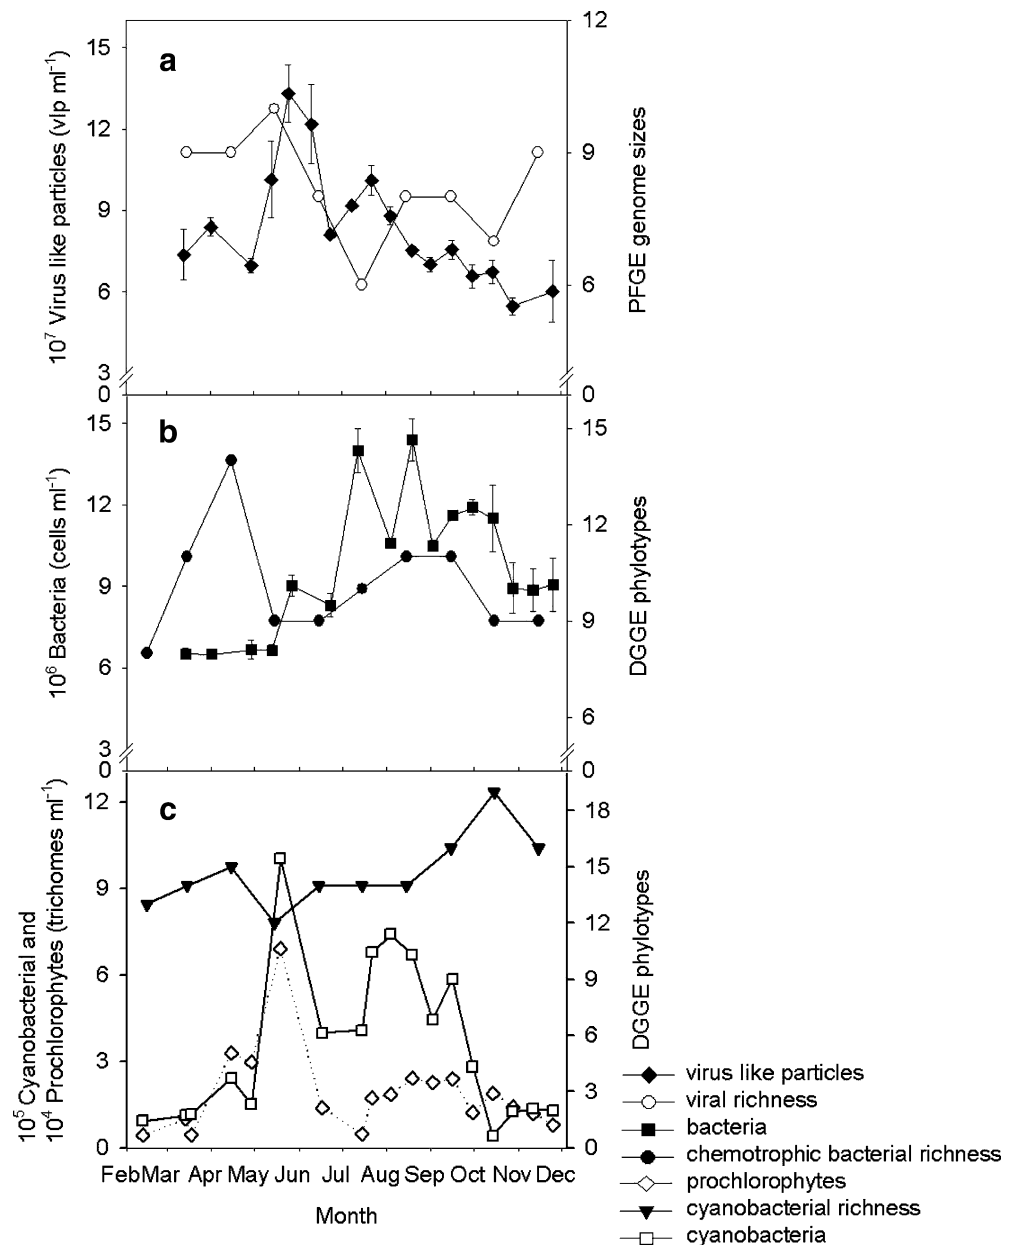 a
15
12
9
6
3
0
10⁷ Virus like particles (vlp ml⁻¹)
12
9
6
0
PFGE genome sizes
b
15
12
9
6
3
0
10⁶ Bacteria (cells ml⁻¹)
15
12
9
6
0
DGGE phylotypes
c
12
9
6
3
0
10⁵ Cyanobacterial and
10⁴ Prochlorophytes (trichomes ml⁻¹)
18
15
12
9
6
3
0
DGGE phylotypes
Feb Mar Apr May Jun Jul Aug Sep Oct Nov Dec
Month
virus like particles
viral richness
bacteria
chemotrophic bacterial richness
prochlorophytes
cyanobacterial richness
cyanobacteria